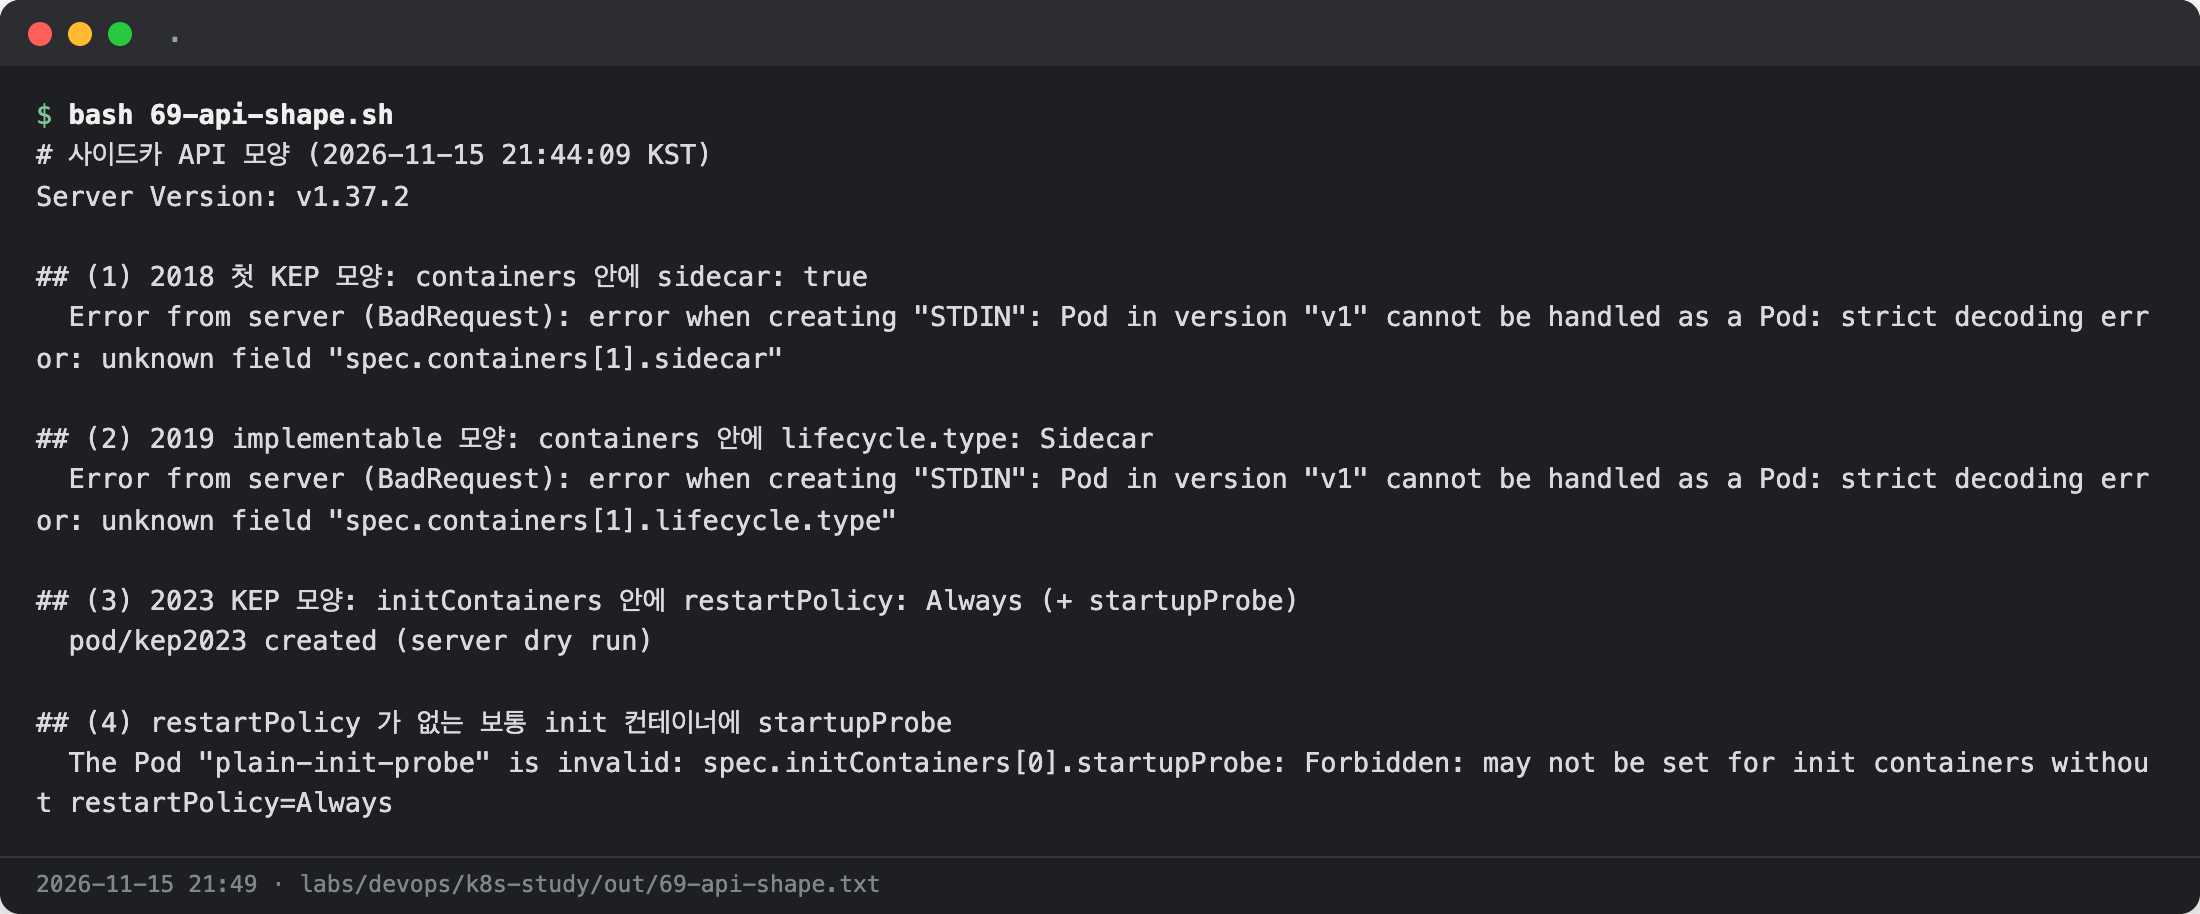 .
$ bash 69-api-shape.sh
# 사이드카 API 모양 (2026-11-15 21:44:09 KST)
Server Version: v1.37.2
## (1) 2018 첫 KEP 모양: containers 안에 sidecar: true
  Error from server (BadRequest): error when creating "STDIN": Pod in version "v1" cannot be handled as a Pod: strict decoding err
or: unknown field "spec.containers[1].sidecar"
## (2) 2019 implementable 모양: containers 안에 lifecycle.type: Sidecar
  Error from server (BadRequest): error when creating "STDIN": Pod in version "v1" cannot be handled as a Pod: strict decoding err
or: unknown field "spec.containers[1].lifecycle.type"
## (3) 2023 KEP 모양: initContainers 안에 restartPolicy: Always (+ startupProbe)
  pod/kep2023 created (server dry run)
## (4) restartPolicy 가 없는 보통 init 컨테이너에 startupProbe
  The Pod "plain-init-probe" is invalid: spec.initContainers[0].startupProbe: Forbidden: may not be set for init containers withou
t restartPolicy=Always
2026-11-15 21:49 · labs/devops/k8s-study/out/69-api-shape.txt